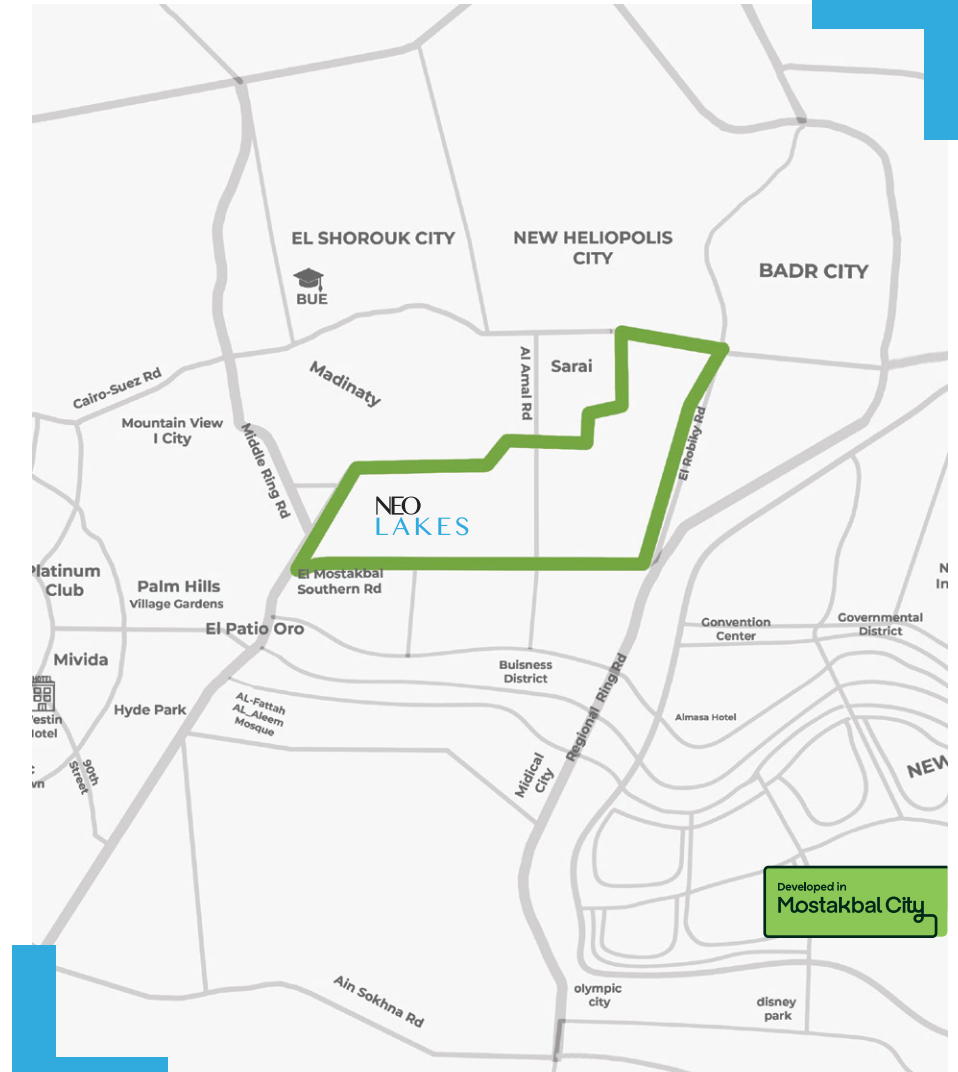 EL SHOROUK CITY
NEW HELIOPOLIS
CITY
BADR CITY
BUE
Al Amal Rd
Sarai
Madinaty
Cairo-Suez Rd
Mountain View
I City
Middle Ring Rd
El Robiky Rd
NEO
LAKES
El Mostakbal
Southern Rd
Platinum
Club
Palm Hills
Village Gardens
El Patio Oro
Gonvention
Center
Governmental
District
Mivida
Buisness
District
HOTEL
Hyde Park
AL-Fattah
AL_Aleem
Mosque
Regional Ring Rd
Almasa Hotel
90th
Street
Midical
City
NEW
Developed in
Mostakbal City
Ain Sokhna Rd
olympic
city
disney
park